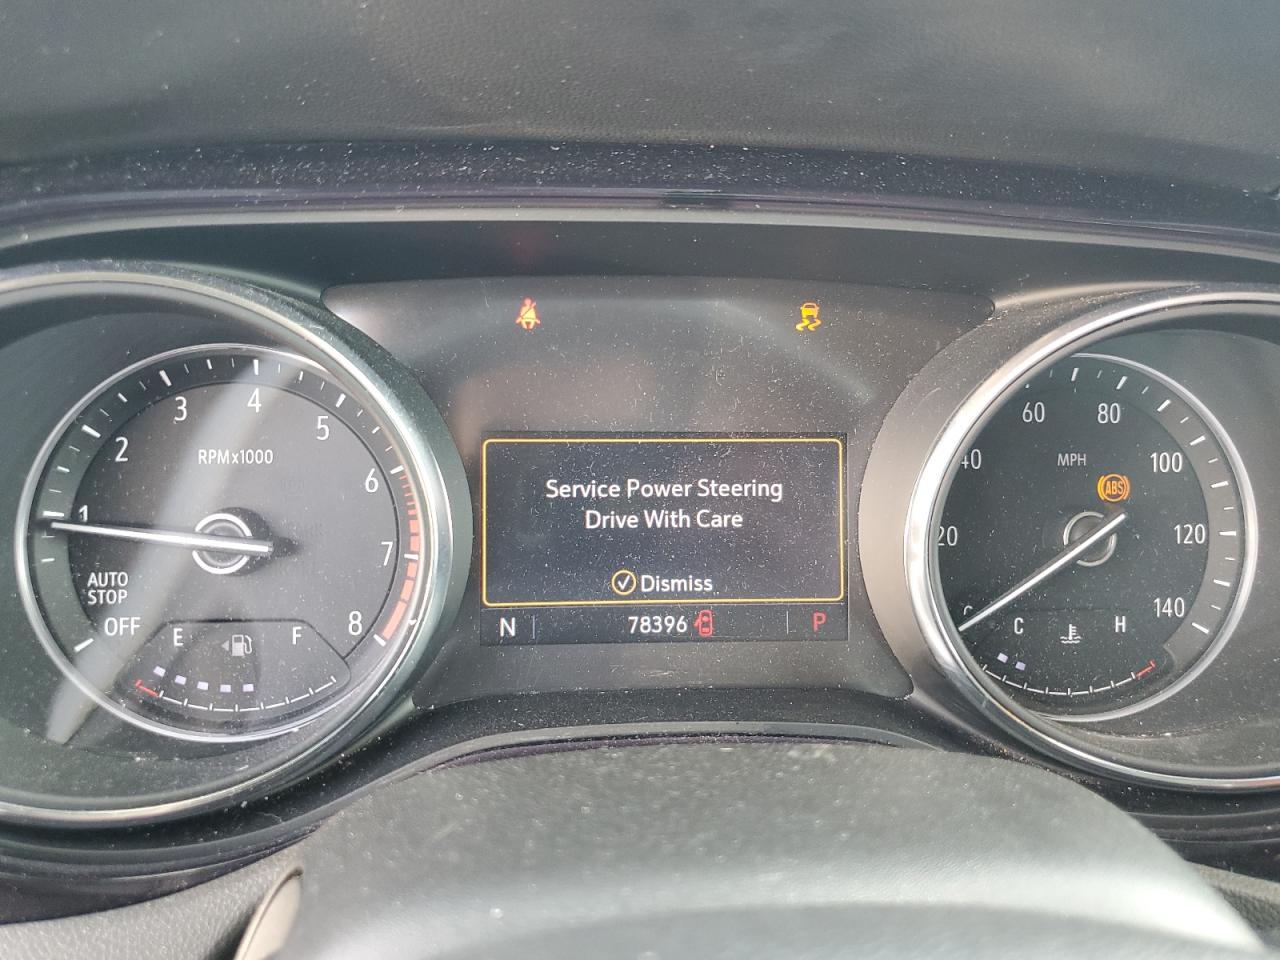 1
2
3
4
5
6
7
8
RPMx1000
AUTO
STOP
OFF
E
F
Service Power Steering
Drive With Care
Dismiss
N
78396
P
20
60
80
100
120
140
MPH
ABS
C
H